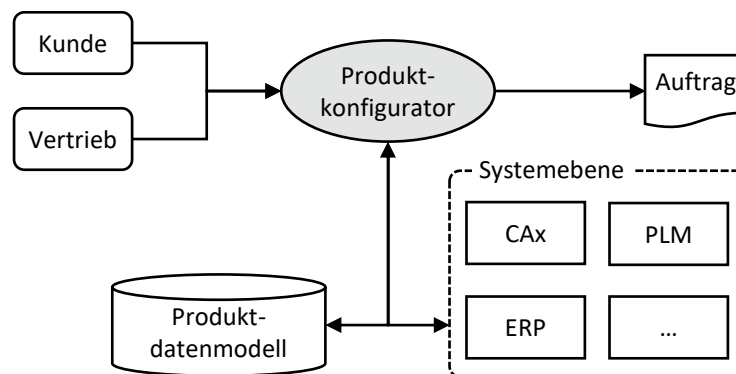 Kunde
Produkt-
konfigurator
Auftrag
Vertrieb
Systemebene
CAx
PLM
Produkt-
datenmodell
ERP
...